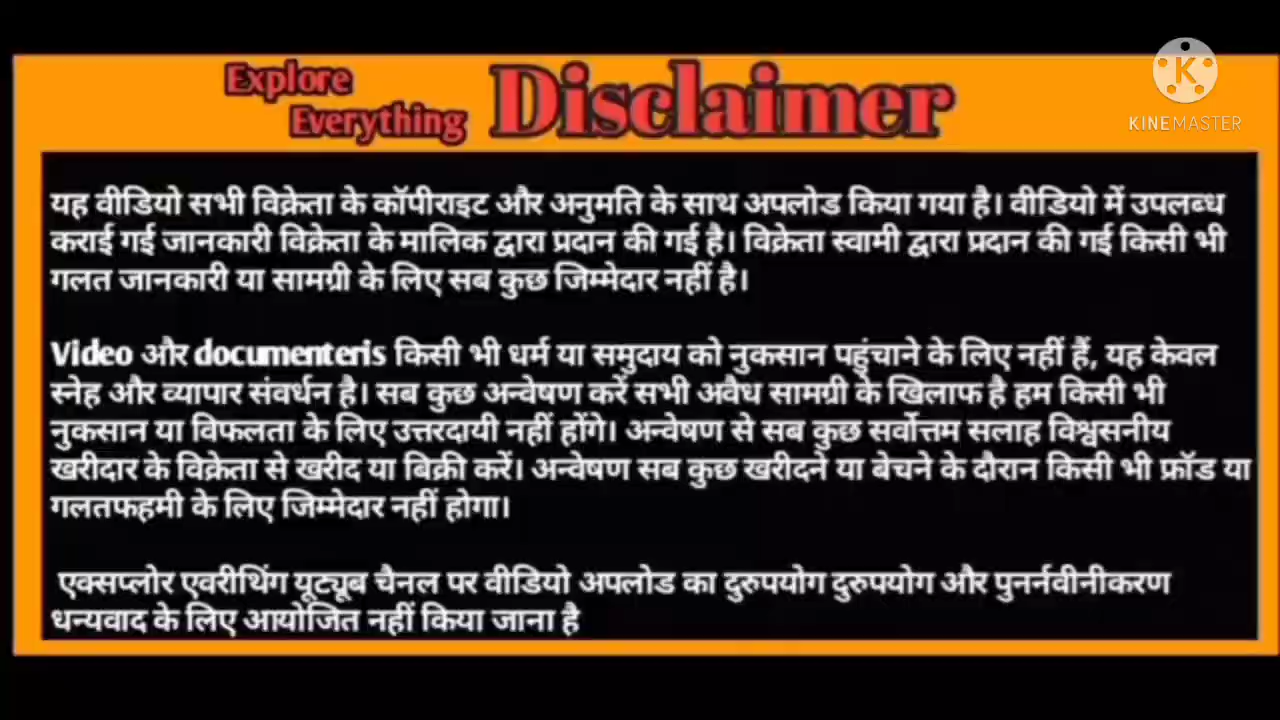 Explore
Everything
Disclaimer
KINEMASTER
यह वीडियो सभी विक्रेता के कॉपीराइट और अनुमति के साथ अपलोड किया गया है। वीडियो में उपलब्ध
कराई गई जानकारी विक्रेता के मालिक द्वारा प्रदान की गई है। विक्रेता स्वामी द्वारा प्रदान की गई किसी भी
गलत जानकारी या सामग्री के लिए सब कुछ जिम्मेदार नहीं है।
Video और documenteris किसी भी धर्म या समुदाय को नुकसान पहुंचाने के लिए नहीं हैं, यह केवल
स्नेह और व्यापार संवर्धन है। सब कुछ अन्वेषण करें सभी अवैध सामग्री के खिलाफ है हम किसी भी
नुकसान या विफलता के लिए उत्तरदायी नहीं होंगे। अन्वेषण से सब कुछ सर्वोत्तम सलाह विश्वसनीय
खरीदार के विक्रेता से खरीद या बिक्री करें। अन्वेषण सब कुछ खरीदने या बेचने के दौरान किसी भी फ्रॉड या
गलतफहमी के लिए जिम्मेदार नहीं होगा।
एक्सप्लोर एवरीथिंग यूट्यूब चैनल पर वीडियो अपलोड का दुरुपयोग दुरुपयोग और पुनर्नवीनीकरण
धन्यवाद के लिए आयोजित नहीं किया जाना है